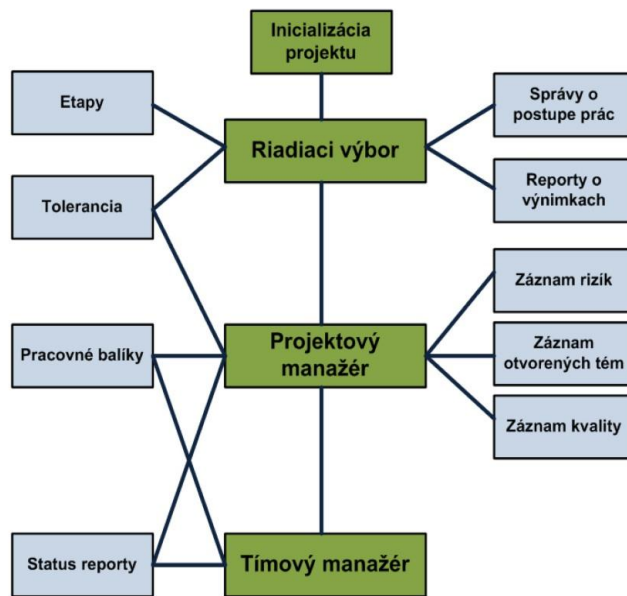 Inicializácia
projektu
Etapy
Správy o
postupe prác
Riadiaci výbor
Tolerancia
Reporty o
výnimkach
Záznam rizík
Pracovné balíky
Projektový
manažér
Záznam
otvorených tém
Záznam kvality
Status reporty
Tímový manažér